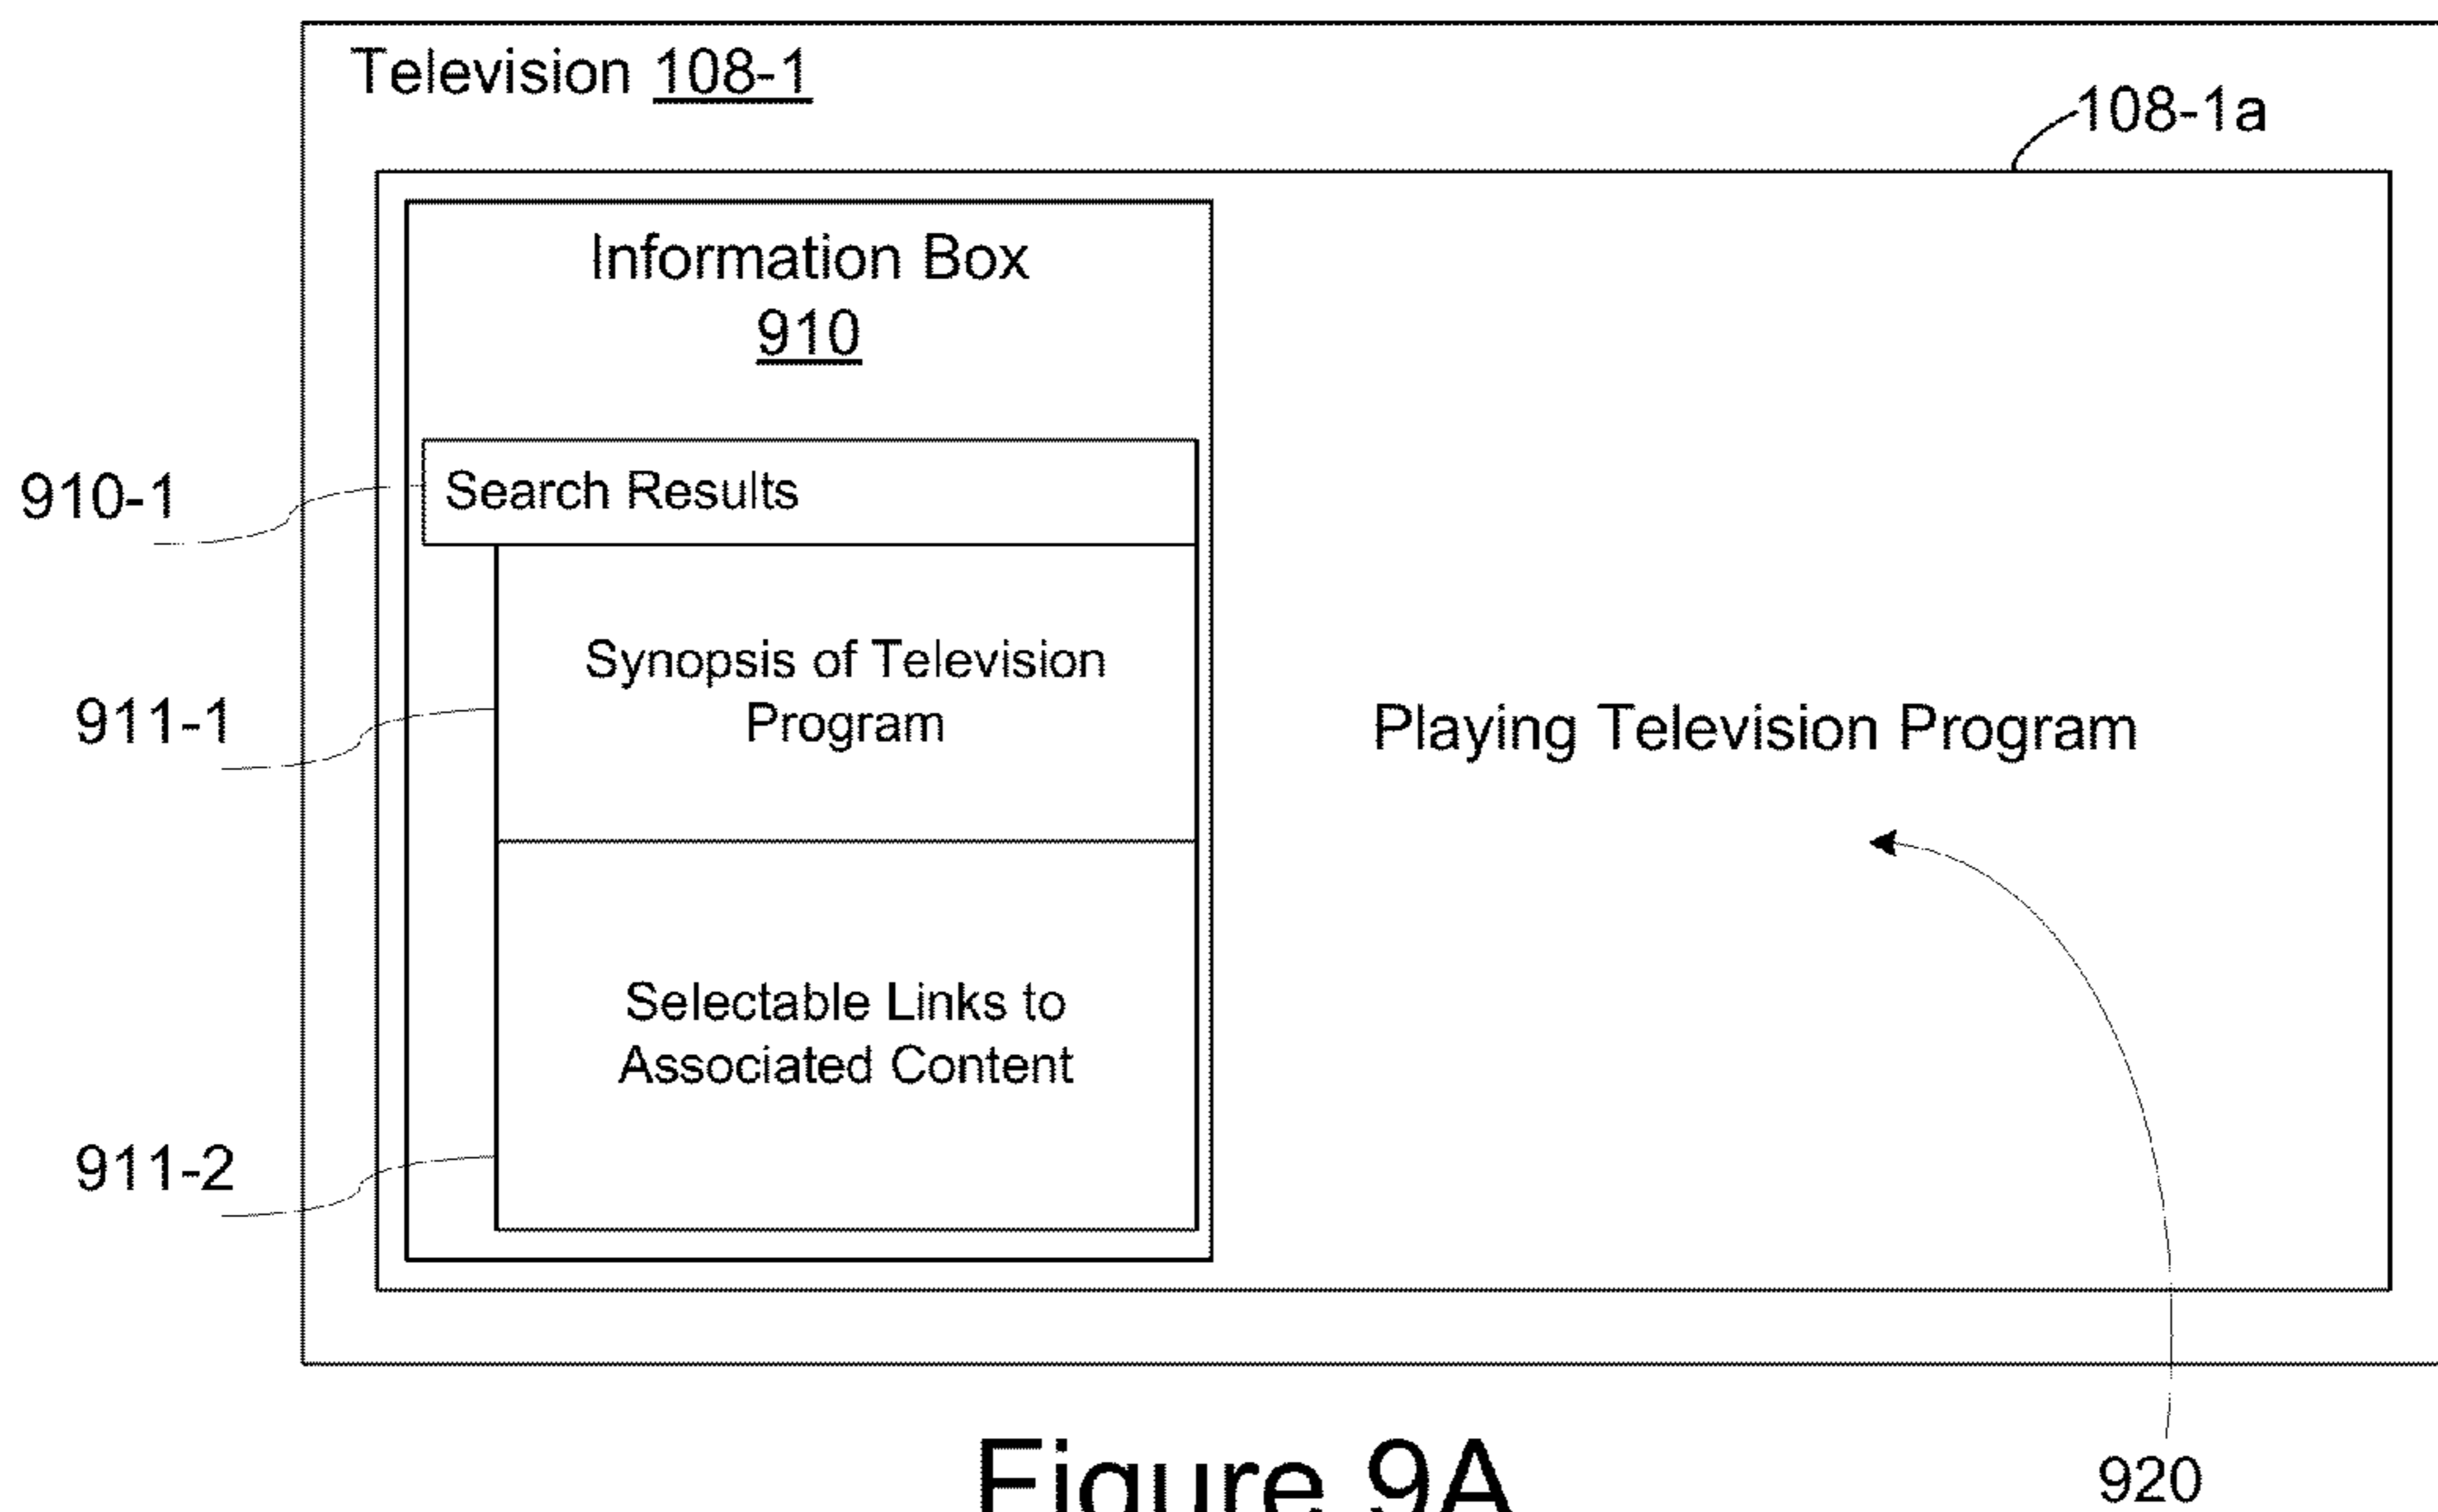 Television 108-1
108-1a
Information Box
910
910-1
Search Results
911-1
Synopsis of Television
Program
Playing Television Program
911-2
Selectable Links to
Associated Content
920
Figure 9A